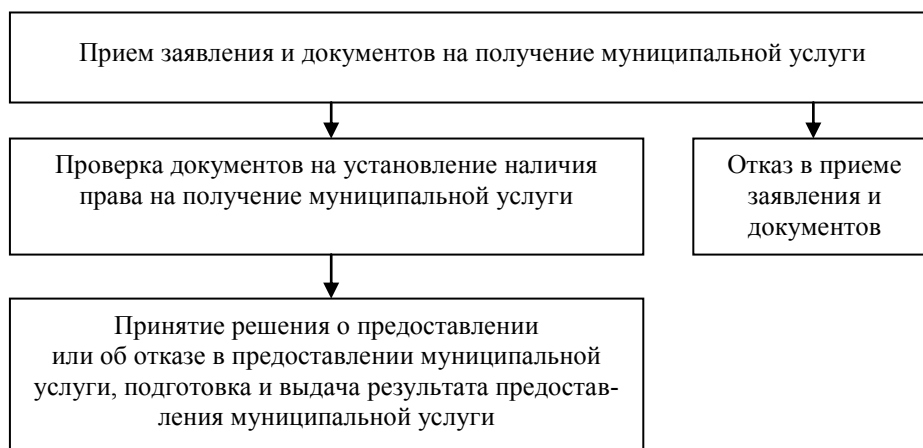 Прием заявления и документов на получение муниципальной услуги
Проверка документов на установление наличия
права на получение муниципальной услуги
Отказ в приеме
заявления и
документов
Принятие решения о предоставлении
или об отказе в предоставлении муниципальной
услуги, подготовка и выдача результата предостав-
ления муниципальной услуги